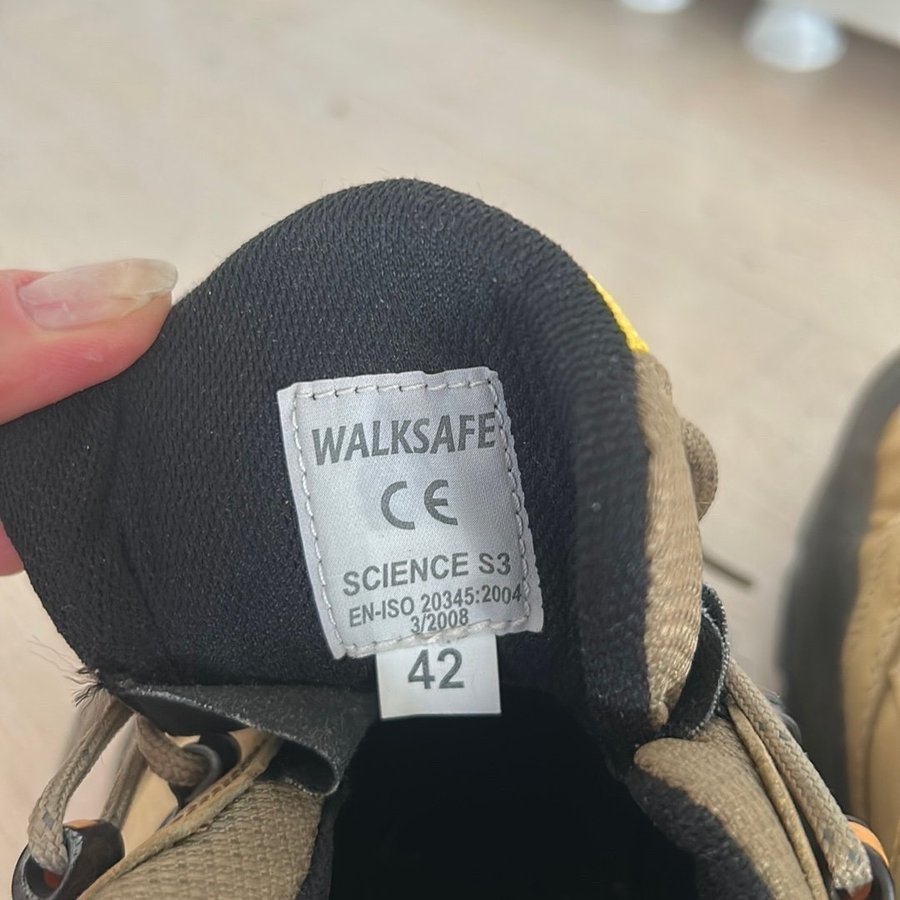 WALKSAFE
CE
SCIENCE S3
EN-ISO 20345:2004
3/2008
42